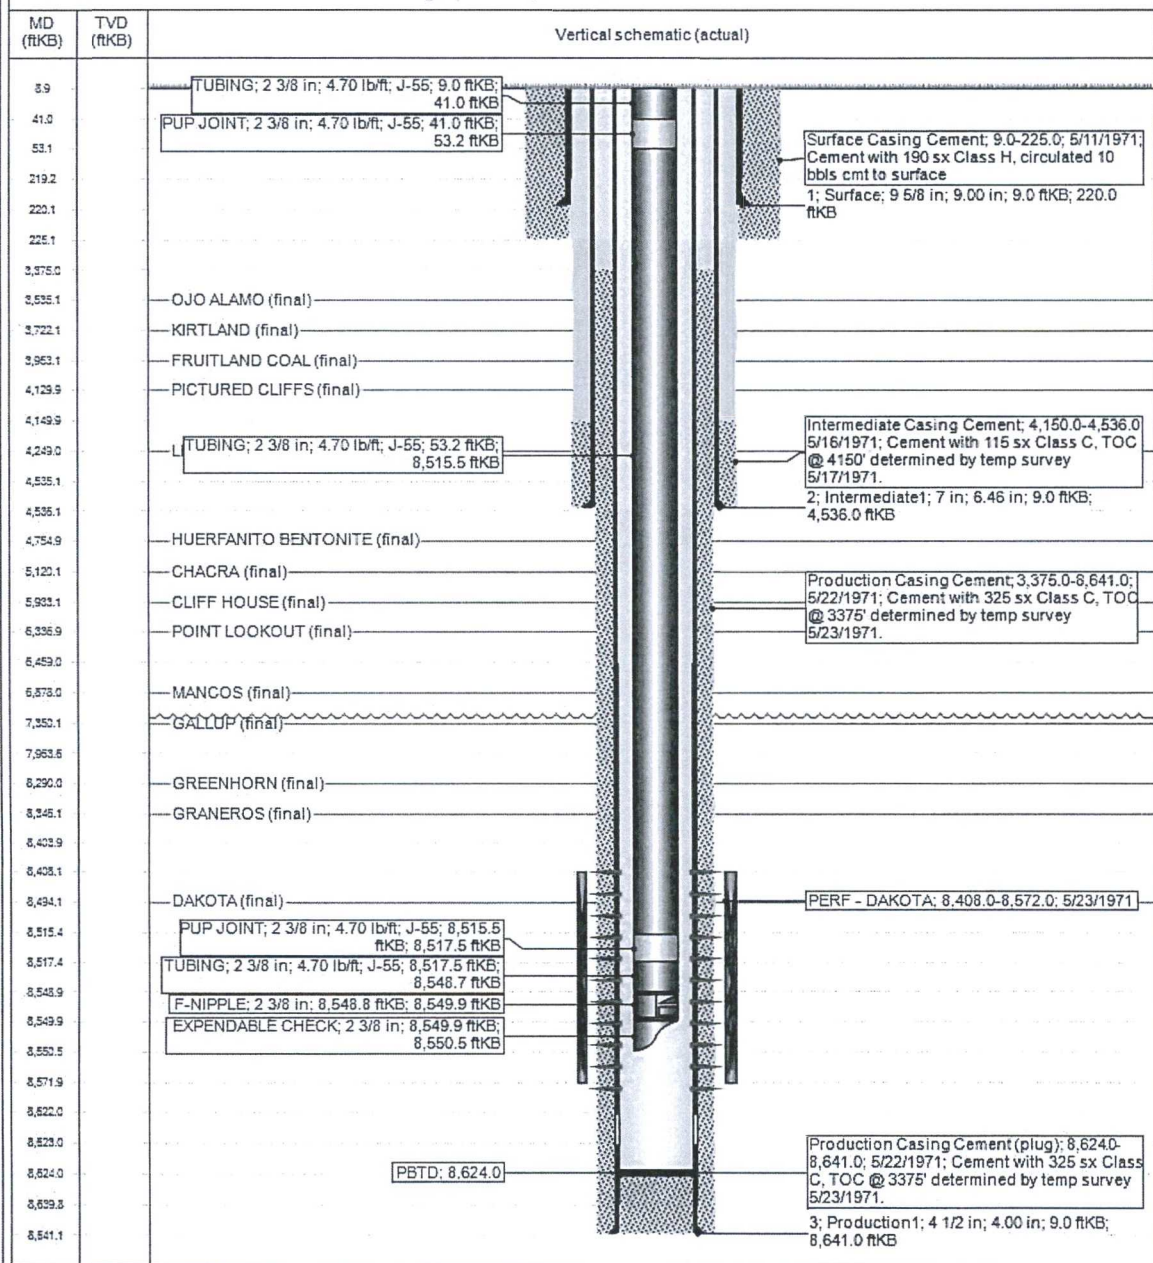 MD
(ftKB)
TVD
(ftKB)
Vertical schematic (actual)
8.9
41.0
53.1
219.2
220.1
225.1
3,375.0
3,535.1
3,722.1
3,953.1
4,129.9
4,149.9
4,249.0
4,535.1
4,536.1
4,754.9
5,120.1
5,933.1
6,335.9
6,459.0
6,678.0
7,350.1
7,963.6
8,290.0
8,345.1
8,403.9
8,408.1
8,494.1
8,515.4
8,517.4
8,548.9
8,549.9
8,550.5
8,571.9
8,622.0
8,623.0
8,624.0
8,639.8
8,641.1
TUBING; 2 3/8 in; 4.70 lb/ft; J-55; 9.0 ftKB;
41.0 ftKB
PUP JOINT; 2 3/8 in; 4.70 lb/ft; J-55; 41.0 ftKB;
53.2 ftKB
OJO ALAMO (final)
KIRTLAND (final)
FRUITLAND COAL (final)
PICTURED CLIFFS (final)
TUBING; 2 3/8 in; 4.70 lb/ft; J-55; 53.2 ftKB;
8,515.5 ftKB
HUERFANITO BENTONITE (final)
CHACRA (final)
CLIFF HOUSE (final)
POINT LOOKOUT (final)
MANCOS (final)
GALLUP (final)
GREENHORN (final)
GRANEROS (final)
DAKOTA (final)
PUP JOINT; 2 3/8 in; 4.70 lb/ft; J-55; 8,515.5
ftKB; 8,517.5 ftKB
TUBING; 2 3/8 in; 4.70 lb/ft; J-55; 8,517.5 ftKB;
8,548.7 ftKB
F-NIPPLE; 2 3/8 in; 8,548.8 ftKB; 8,549.9 ftKB
EXPENDABLE CHECK; 2 3/8 in; 8,549.9 ftKB;
8,550.5 ftKB
PBTD; 8,624.0
Surface Casing Cement; 9.0-225.0; 5/11/1971;
Cement with 190 sx Class H, circulated 10
bbls cmt to surface
1; Surface; 9 5/8 in; 9.00 in; 9.0 ftKB; 220.0
ftKB
Intermediate Casing Cement; 4,150.0-4,536.0
5/16/1971; Cement with 115 sx Class C, TOC
@ 4150' determined by temp survey
5/17/1971.
2; Intermediate1; 7 in; 6.46 in; 9.0 ftKB;
4,536.0 ftKB
Production Casing Cement; 3,375.0-8,641.0;
5/22/1971; Cement with 325 sx Class C, TOC
@ 3375' determined by temp survey
5/23/1971.
PERF - DAKOTA; 8,408.0-8,572.0; 5/23/1971
Production Casing Cement (plug); 8,624.0-
8,641.0; 5/22/1971; Cement with 325 sx Class
C, TOC @ 3375' determined by temp survey
5/23/1971.
3; Production1; 4 1/2 in; 4.00 in; 9.0 ftKB;
8,641.0 ftKB